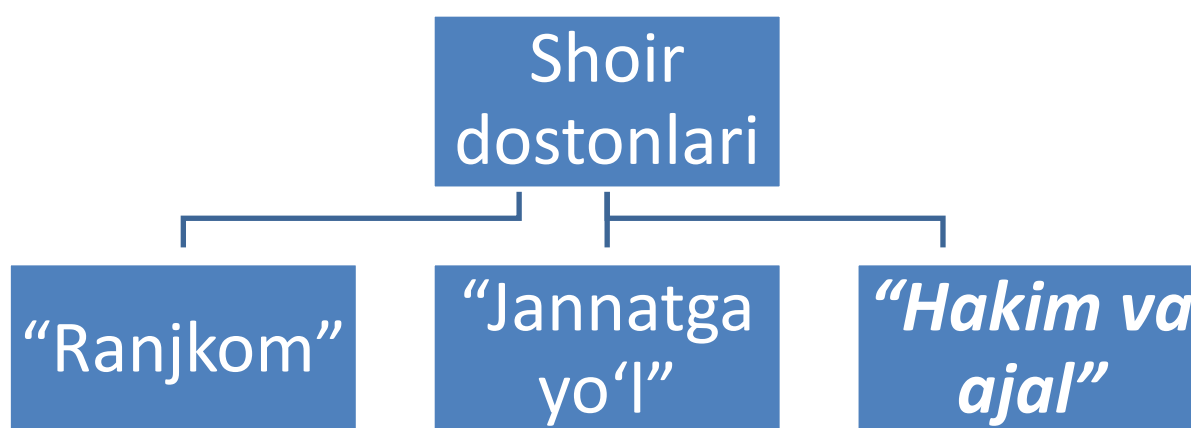 Shoir
dostonlari
“Ranjkom”
“Jannatga
yo‘l”
“Hakim va
ajal”